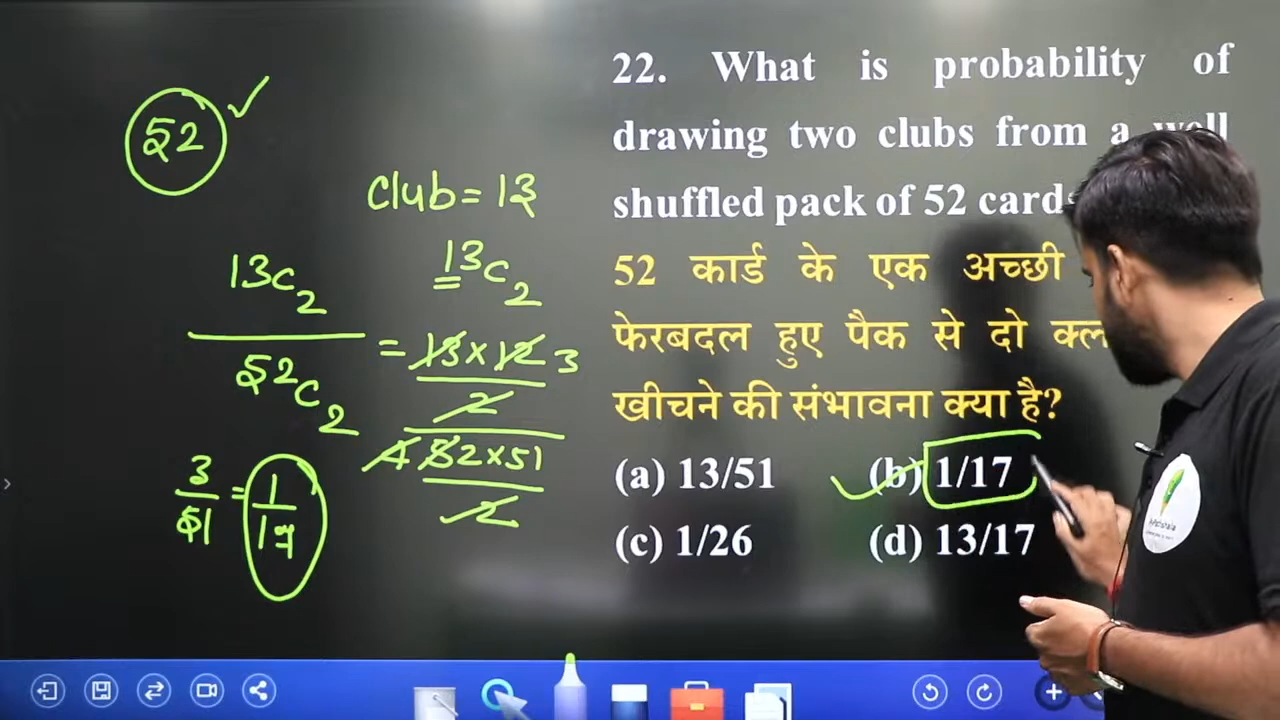 22. What is probability of
drawing two clubs from a well
shuffled pack of 52 card
52 कार्ड के एक अच्छी
फेरबदल हुए पैक से दो
खीचने की संभावना क्या है?
(a) 13/51 (b) 1/17
(c) 1/26 (d) 13/17
52
club = 13
13c2
13c2
52c2
= 13 x 12 3
2
4 52 x 51
2
3/51 = 1/17